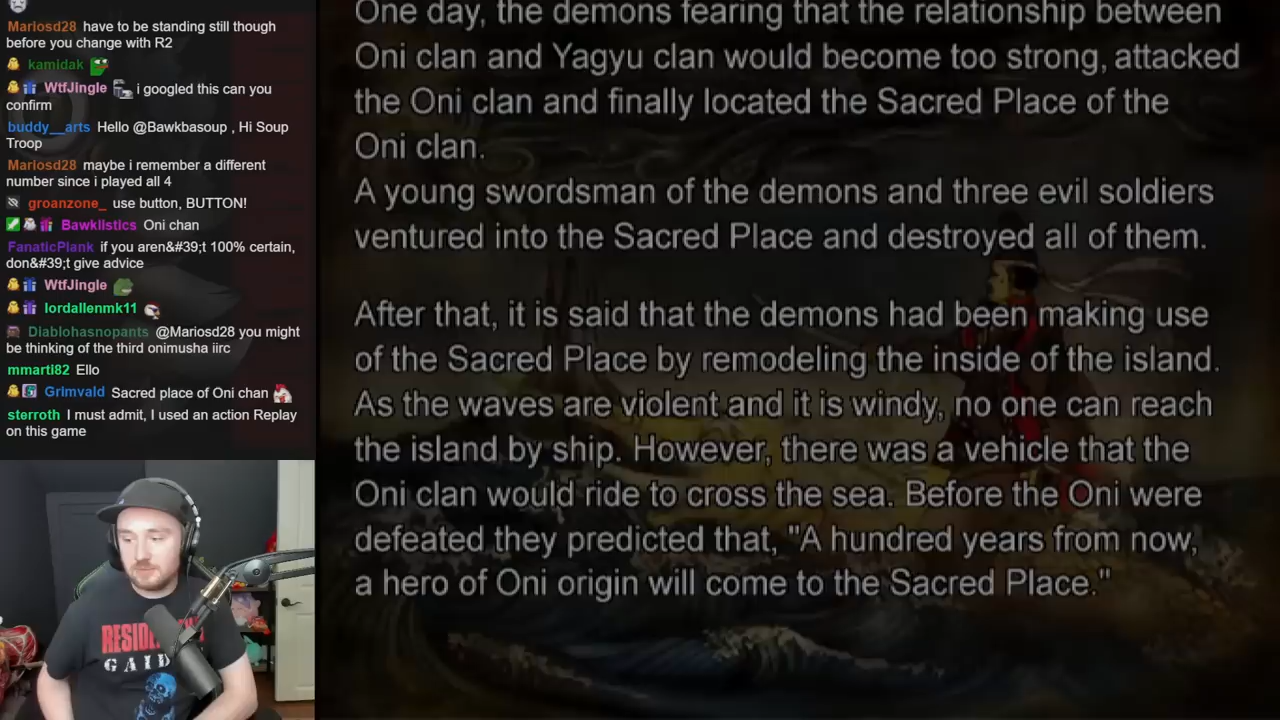 Mariosd28 have to be standing still though
before you change with R2
kamidak
WtfJingle i googled this can you
confirm
buddy__arts Hello @Bawkbasoup , Hi Soup
Troop
Mariosd28 maybe i remember a different
number since i played all 4
groanzone_ use button, BUTTON!
Bawklistics Oni chan
FanaticPlank if you aren&#39;t 100% certain,
don&#39;t give advice
WtfJingle
lordallenmk11
Diablohasnopants @Mariosd28 you might
be thinking of the third onimusha iirc
mmarti82 Ello
Grimvald Sacred place of Oni chan
sterroth I must admit, I used an action Replay
on this game
One day, the demons fearing that the relationship between
Oni clan and Yagyu clan would become too strong, attacked
the Oni clan and finally located the Sacred Place of the
Oni clan.
A young swordsman of the demons and three evil soldiers
ventured into the Sacred Place and destroyed all of them.
After that, it is said that the demons had been making use
of the Sacred Place by remodeling the inside of the island.
As the waves are violent and it is windy, no one can reach
the island by ship. However, there was a vehicle that the
Oni clan would ride to cross the sea. Before the Oni were
defeated they predicted that, "A hundred years from now,
a hero of Oni origin will come to the Sacred Place."